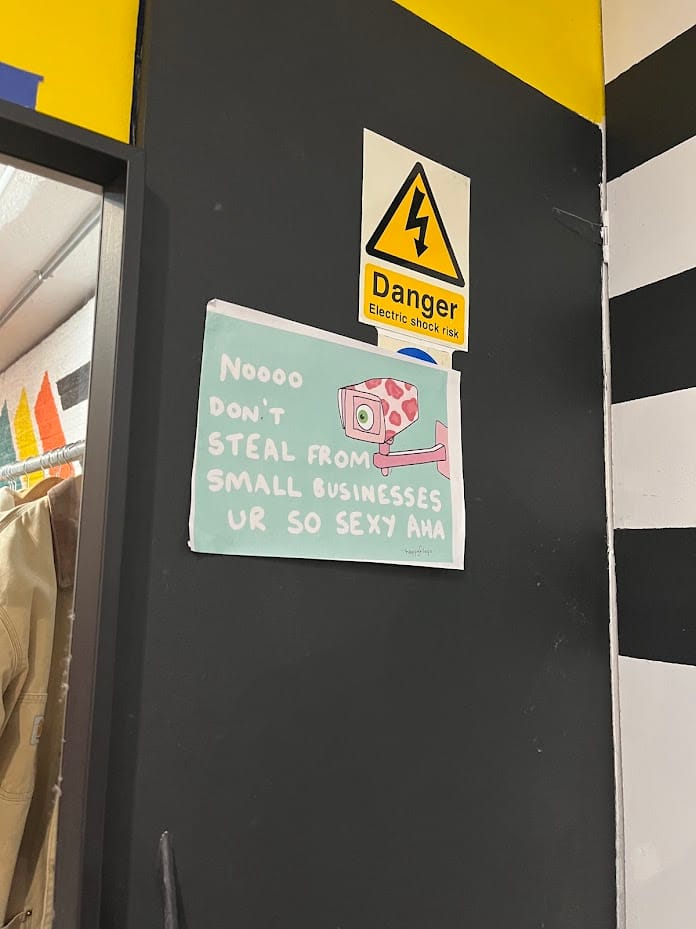 Danger
Electric shock risk
NOOOO
DON'T
STEAL FROM
SMALL BUSINESSES
UR SO SEXY AHA